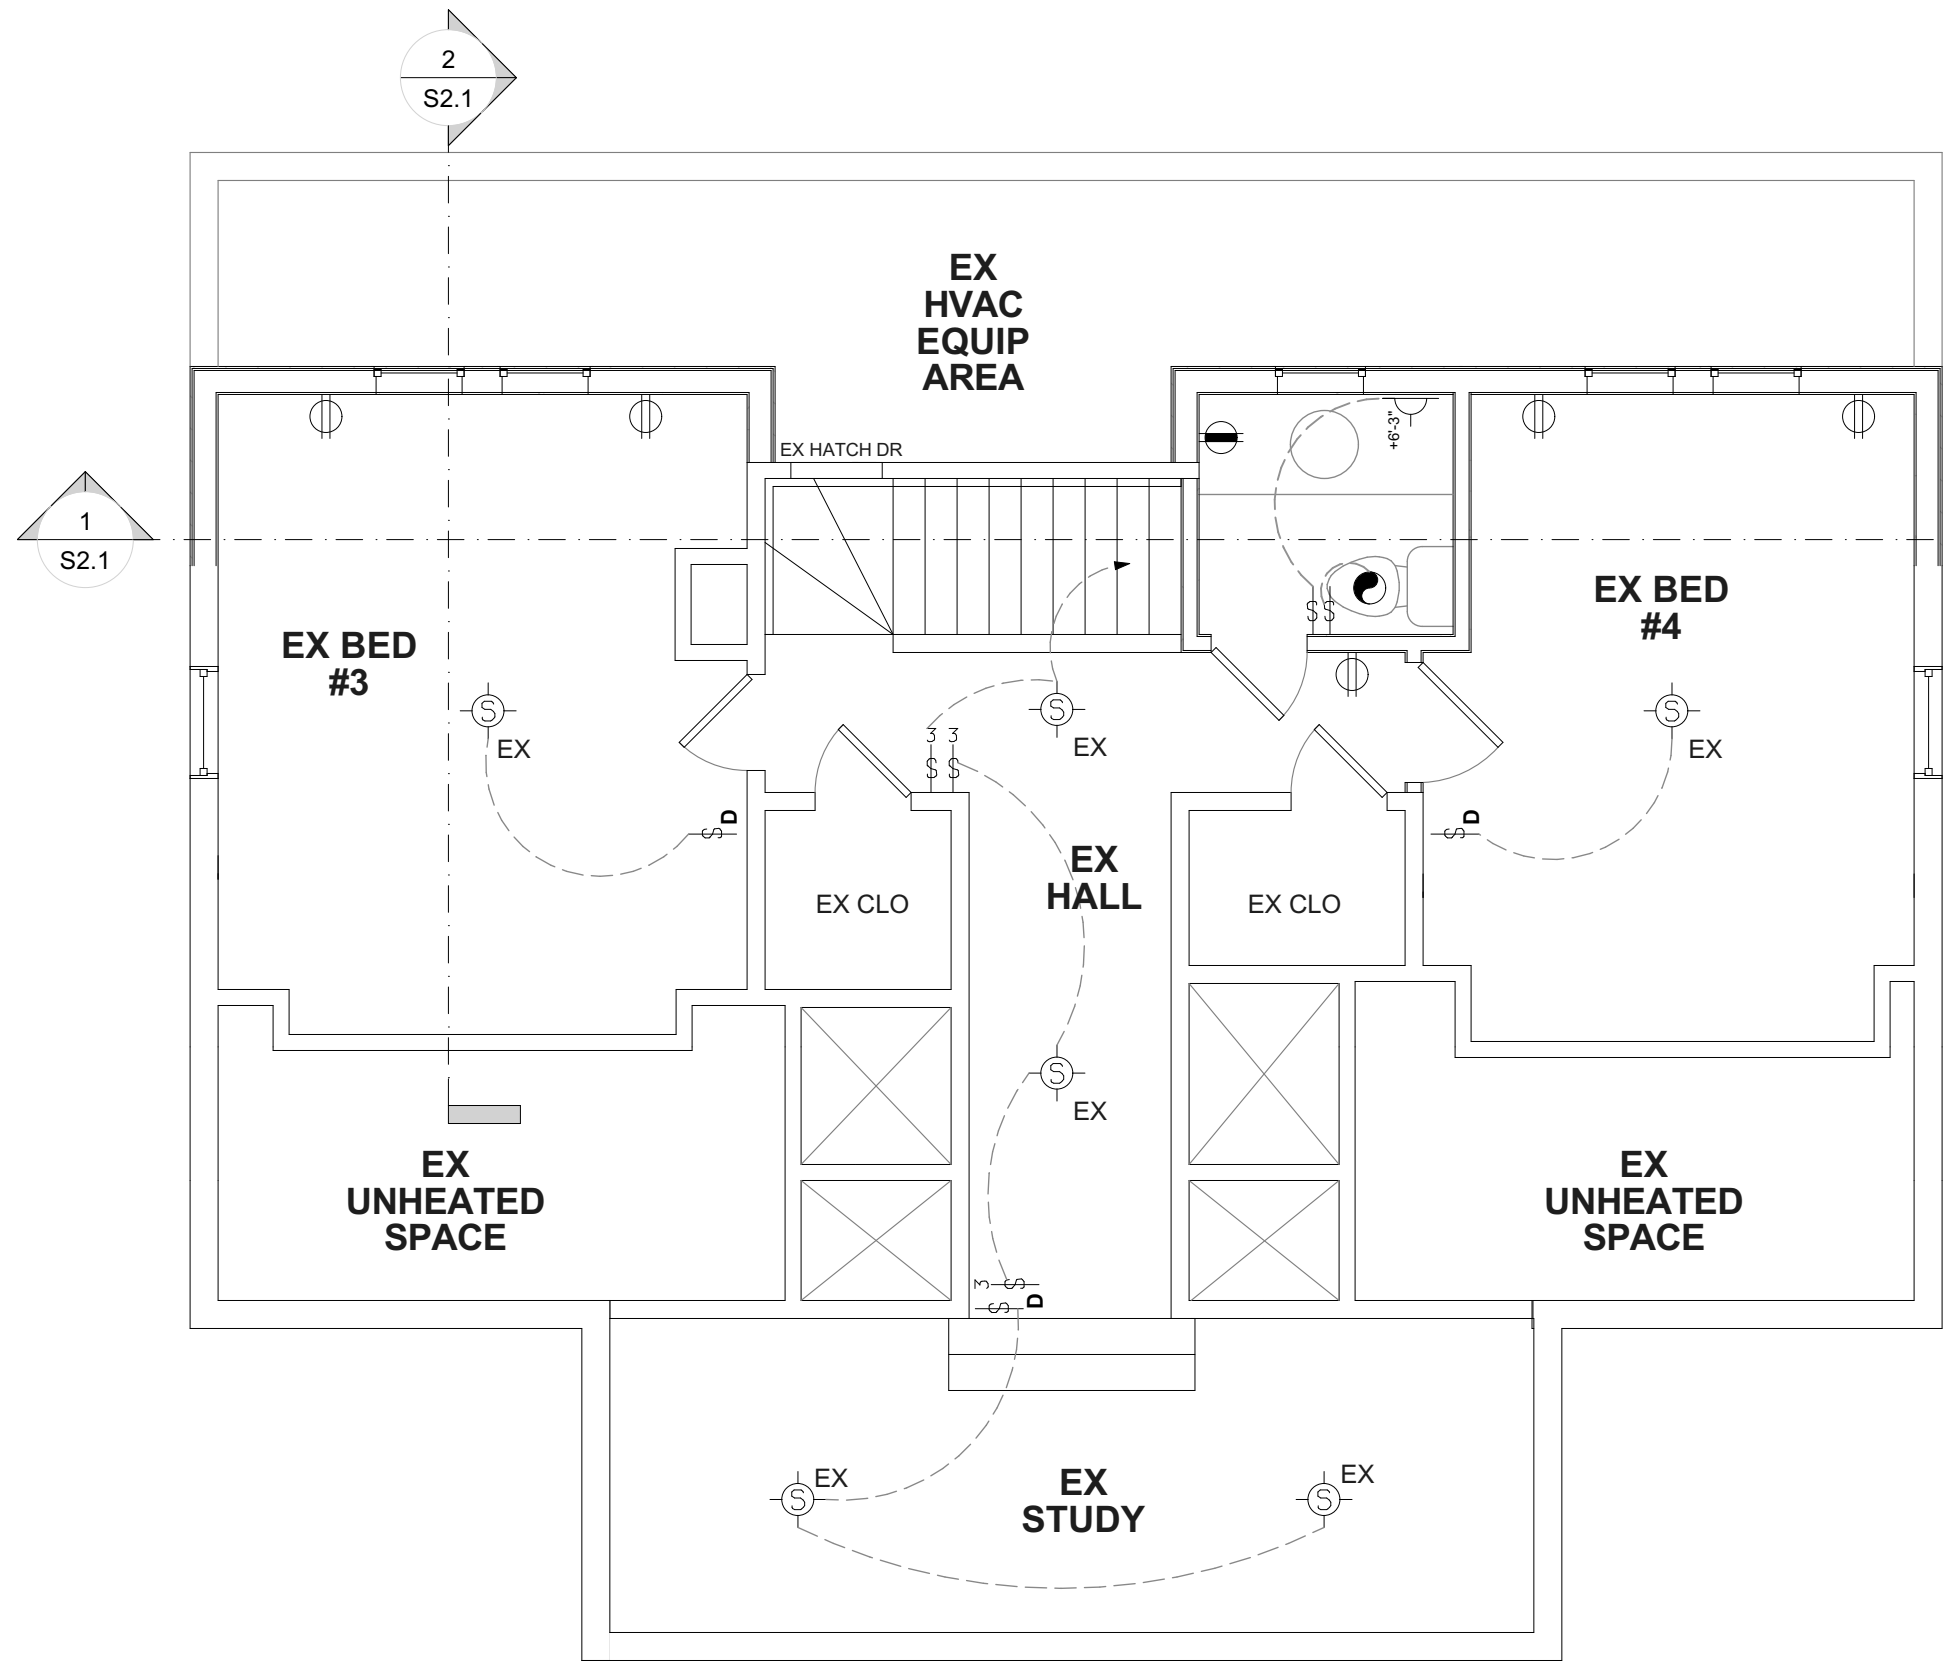 2
S2.1
EX
HVAC
EQUIP
AREA
EX HATCH DR
+6'-3"
1
S2.1
EX BED
#3
EX BED
#4
S
S
S
EX
S
EX
S
EX
3
3
S
S
S
D
S
D
EX
HALL
EX CLO
EX CLO
S
EX
EX
UNHEATED
SPACE
EX
UNHEATED
SPACE
3
S
S
D
S
EX
EX
STUDY
S
EX